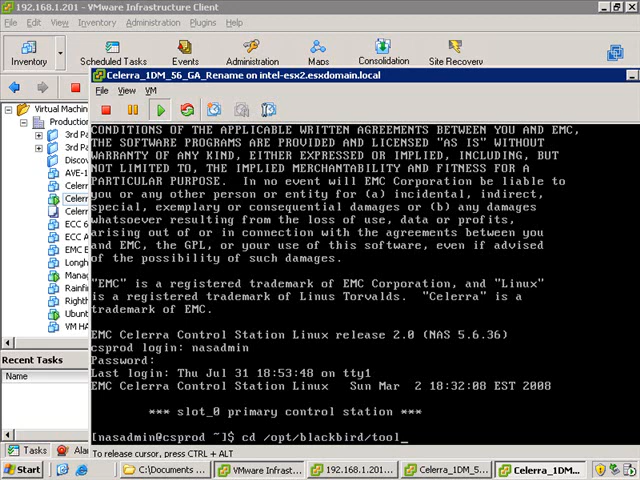 192.168.1.201 - VMware Infrastructure Client
File Edit View Inventory Administration Plugins Help
Inventory Scheduled Tasks Events Administration Maps Consolidation Site Recovery
Celerra_1DM_56_GA_Rename on intel-esx2.esxdomain.local
File View VM
Virtual Machin
Production
3rd Pa
3rd Pa
Discov
AVE-1
Celerr
Celerr
Celerr
ECC 6
ECC A
EMC E
Longh
Manag
Rainfi
Righth
Ubunt
VM HA
CONDITIONS OF THE APPLICABLE WRITTEN AGREEMENTS BETWEEN YOU AND EMC,
THE SOFTWARE PROGRAMS ARE PROVIDED AND LICENSED "AS IS" WITHOUT
WARRANTY OF ANY KIND, EITHER EXPRESSED OR IMPLIED, INCLUDING, BUT
NOT LIMITED TO, THE IMPLIED MERCHANTABILITY AND FITNESS FOR A
PARTICULAR PURPOSE. In no event will EMC Corporation be liable to
you or any other person or entity for (a) incidental, indirect,
special, exemplary or consequential damages or (b) any damages
whatsoever resulting from the loss of use, data or profits,
arising out of or in connection with the agreements between you
and EMC, the GPL, or your use of this software, even if advised
of the possibility of such damages.
"EMC" is a registered trademark of EMC Corporation, and "Linux"
is a registered trademark of Linus Torvalds. "Celerra" is a
trademark of EMC.
EMC Celerra Control Station Linux release 2.0 (NAS 5.6.36)
csprod login: nasadmin
Password:
Last login: Thu Jul 31 18:53:48 on tty1
EMC Celerra Control Station Linux Sun Mar 2 18:32:08 EST 2008
*** slot_0 primary control station ***
[nasadmin@csprod ~]$ cd /opt/blackbird/tool_
Recent Tasks
Name
Tasks Alar
To release cursor, press CTRL + ALT
Start C:\Documents ... VMware Infrast... 192.168.1.201... Celerra_1DM_5... Celerra_1DM...